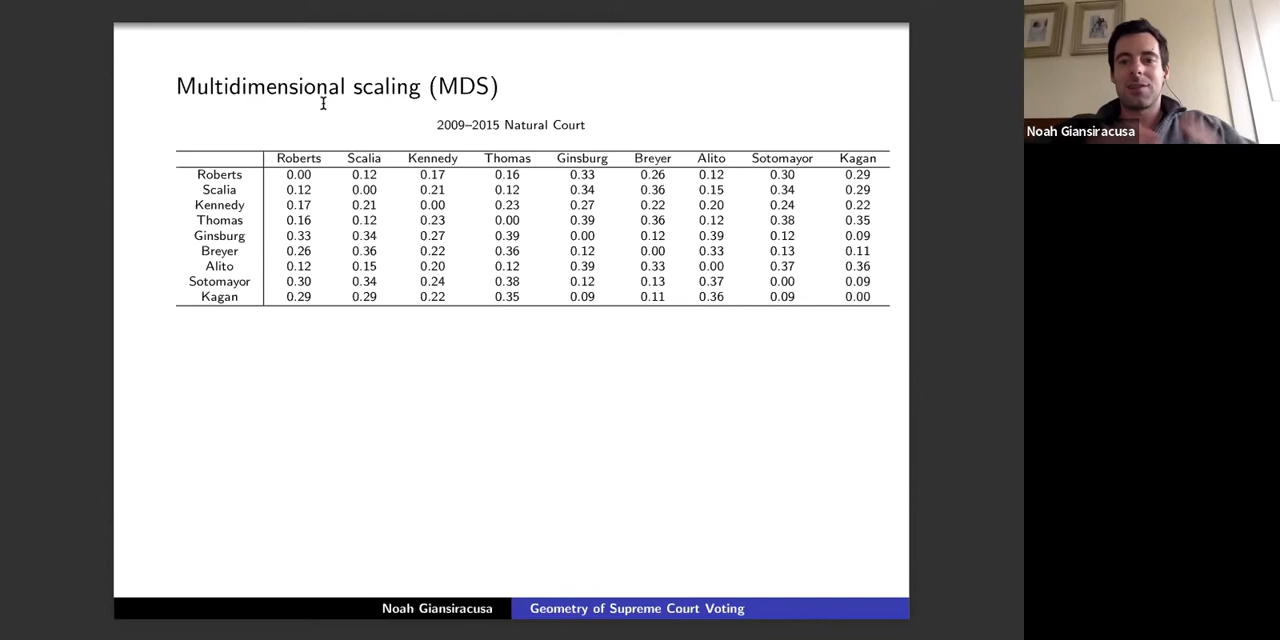 Multidimensional scaling (MDS)
2009–2015 Natural Court
Roberts Scalia Kennedy Thomas Ginsburg Breyer Alito Sotomayor Kagan
Roberts 0.00 0.12 0.17 0.16 0.33 0.26 0.12 0.30 0.29
Scalia 0.12 0.00 0.21 0.12 0.34 0.36 0.15 0.34 0.29
Kennedy 0.17 0.21 0.00 0.23 0.27 0.22 0.20 0.24 0.22
Thomas 0.16 0.12 0.23 0.00 0.39 0.36 0.12 0.38 0.35
Ginsburg 0.33 0.34 0.27 0.39 0.00 0.12 0.39 0.12 0.09
Breyer 0.26 0.36 0.22 0.36 0.12 0.00 0.33 0.13 0.11
Alito 0.12 0.15 0.20 0.12 0.39 0.33 0.00 0.37 0.36
Sotomayor 0.30 0.34 0.24 0.38 0.12 0.13 0.37 0.00 0.09
Kagan 0.29 0.29 0.22 0.35 0.09 0.11 0.36 0.09 0.00
Noah Giansiracusa Geometry of Supreme Court Voting
Noah Giansiracusa